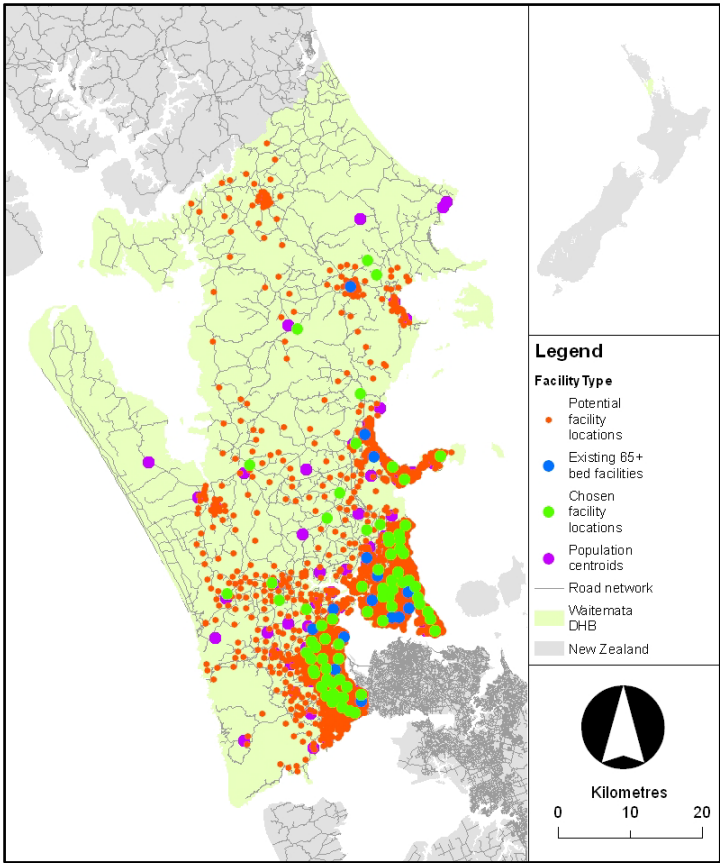 Legend
Facility Type
Potential
facility
locations
Existing 65+
bed facilities
Chosen
facility
locations
Population
centroids
Road network
Waitemata
DHB
New Zealand
Kilometres
0 10 20